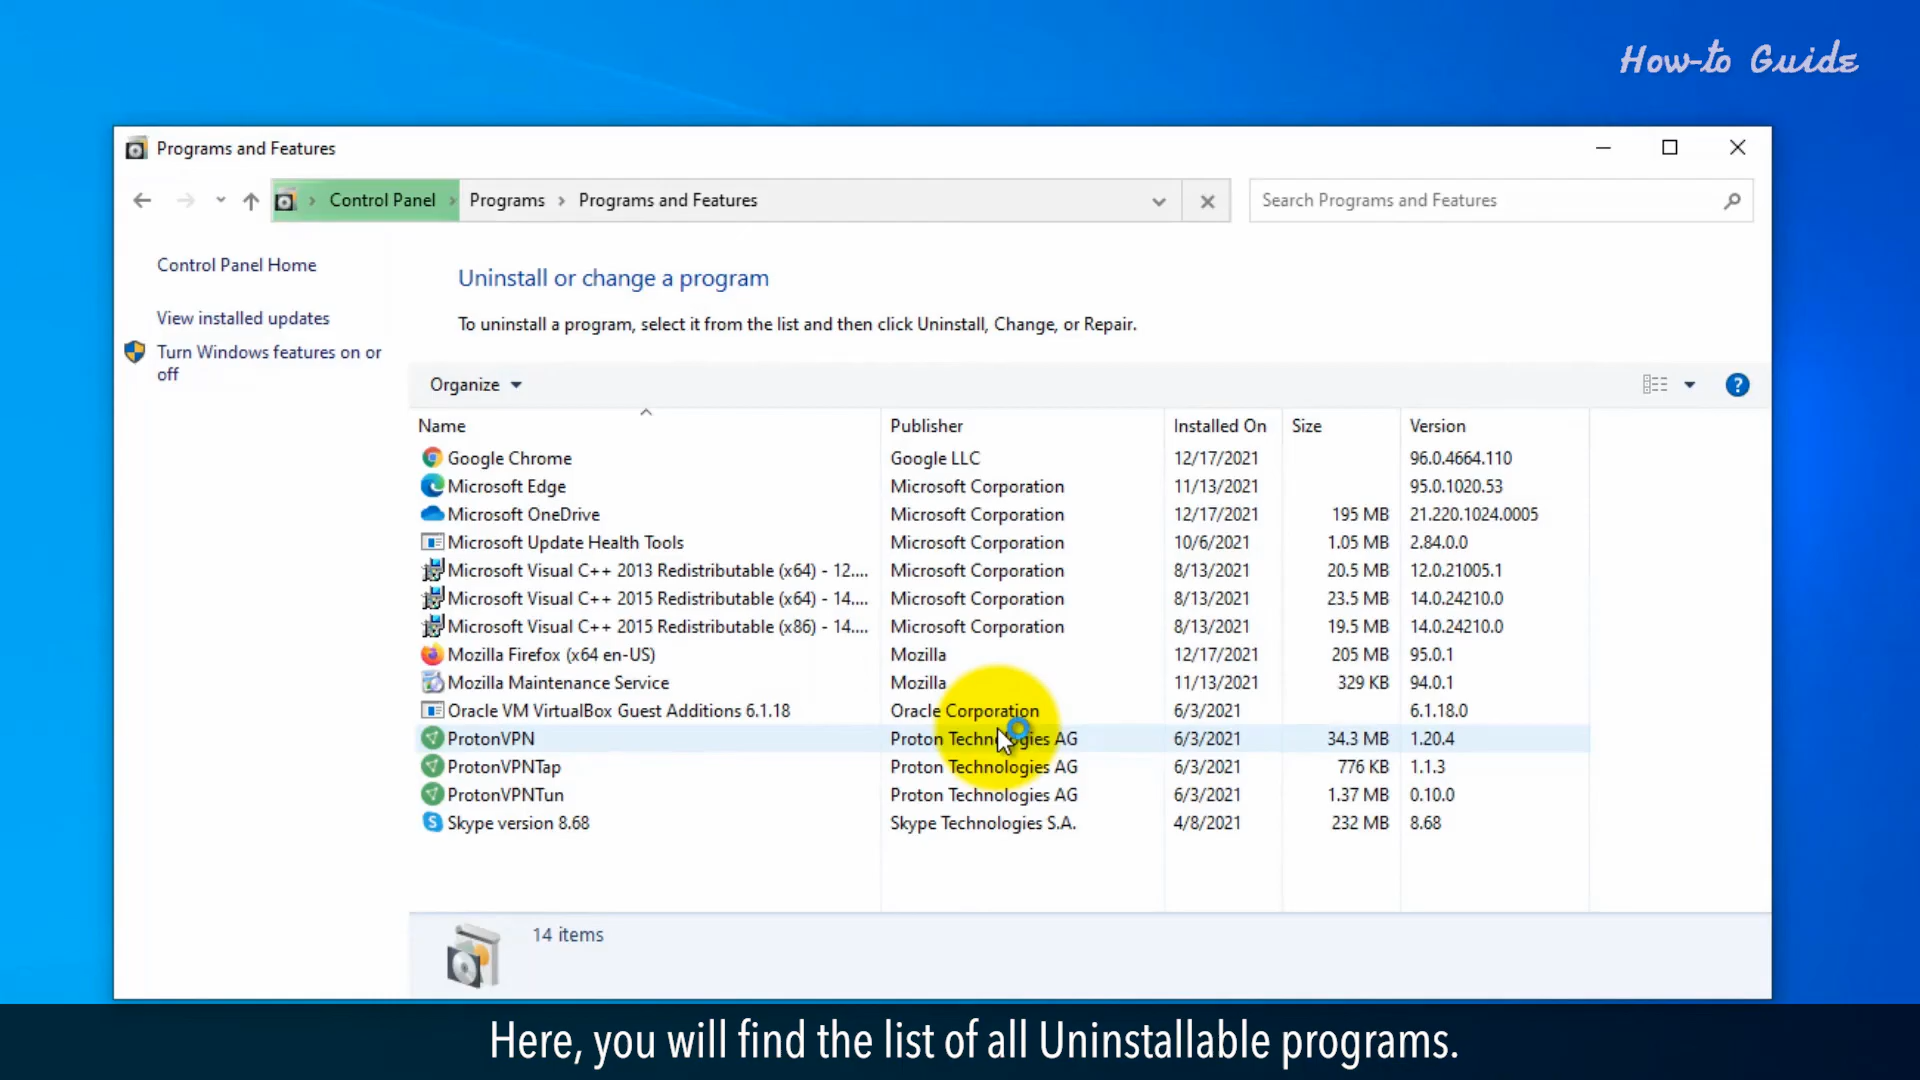 How-to Guide
Programs and Features
Control Panel Programs Programs and Features
Search Programs and Features
Control Panel Home
View installed updates
Turn Windows features on or
off
Uninstall or change a program
To uninstall a program, select it from the list and then click Uninstall, Change, or Repair.
Organize
?
Name Publisher Installed On Size Version
Google Chrome Google LLC 12/17/2021 96.0.4664.110
Microsoft Edge Microsoft Corporation 11/13/2021 95.0.1020.53
Microsoft OneDrive Microsoft Corporation 12/17/2021 195 MB 21.220.1024.0005
Microsoft Update Health Tools Microsoft Corporation 10/6/2021 1.05 MB 2.84.0.0
Microsoft Visual C++ 2013 Redistributable (x64) - 12.... Microsoft Corporation 8/13/2021 20.5 MB 12.0.21005.1
Microsoft Visual C++ 2015 Redistributable (x64) - 14.... Microsoft Corporation 8/13/2021 23.5 MB 14.0.24210.0
Microsoft Visual C++ 2015 Redistributable (x86) - 14.... Microsoft Corporation 8/13/2021 19.5 MB 14.0.24210.0
Mozilla Firefox (x64 en-US) Mozilla 12/17/2021 205 MB 95.0.1
Mozilla Maintenance Service Mozilla 11/13/2021 329 KB 94.0.1
Oracle VM VirtualBox Guest Additions 6.1.18 Oracle Corporation 6/3/2021 6.1.18.0
ProtonVPN Proton Technologies AG 6/3/2021 34.3 MB 1.20.4
ProtonVPNTap Proton Technologies AG 6/3/2021 776 KB 1.1.3
ProtonVPNTun Proton Technologies AG 6/3/2021 1.37 MB 0.10.0
Skype version 8.68 Skype Technologies S.A. 4/8/2021 232 MB 8.68
14 items
Here, you will find the list of all Uninstallable programs.